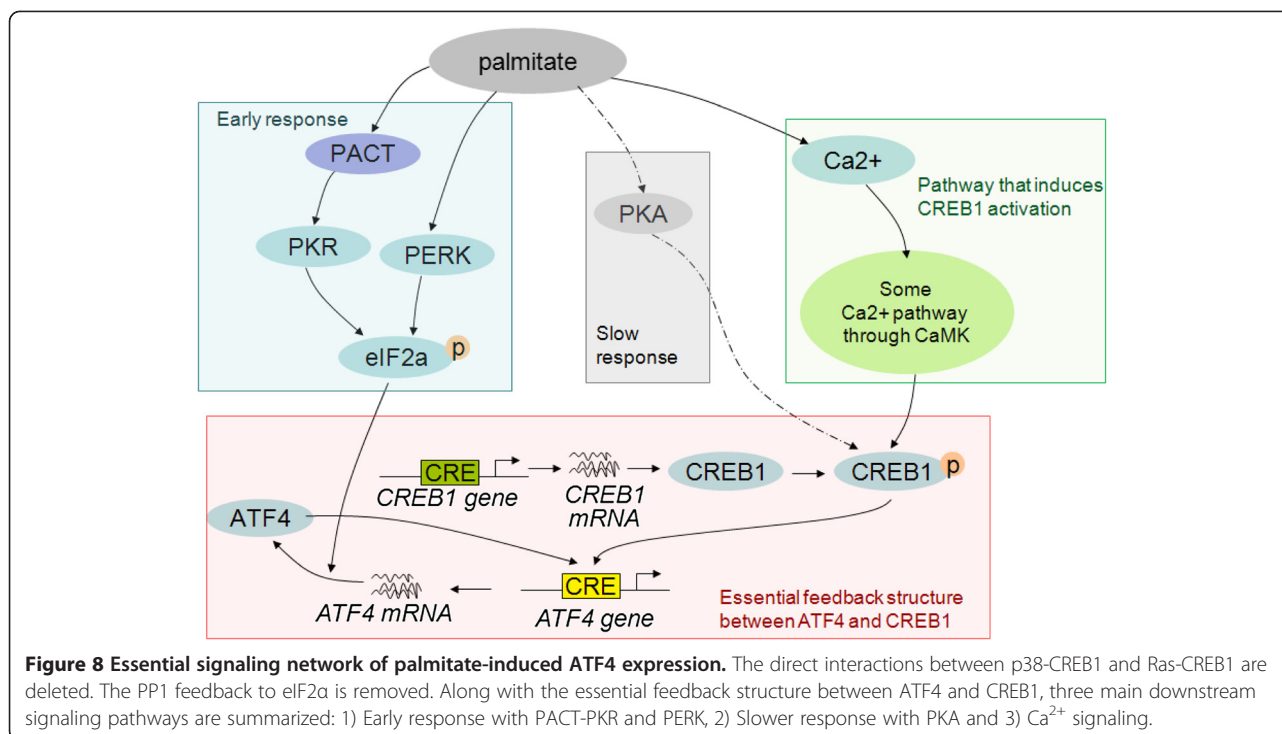 palmitate
Early response
PACT
PKR
PERK
eIF2a
p
PKA
Slow
response
Ca2+
Pathway that induces
CREB1 activation
Some
Ca2+ pathway
through CaMK
CRE
CREB1 gene
CREB1
mRNA
CREB1
CREB1
p
ATF4
ATF4 mRNA
CRE
ATF4 gene
Essential feedback structure
between ATF4 and CREB1
Figure 8 Essential signaling network of palmitate-induced ATF4 expression. The direct interactions between p38-CREB1 and Ras-CREB1 are
deleted. The PP1 feedback to eIF2α is removed. Along with the essential feedback structure between ATF4 and CREB1, three main downstream
signaling pathways are summarized: 1) Early response with PACT-PKR and PERK, 2) Slower response with PKA and 3) Ca²⁺ signaling.